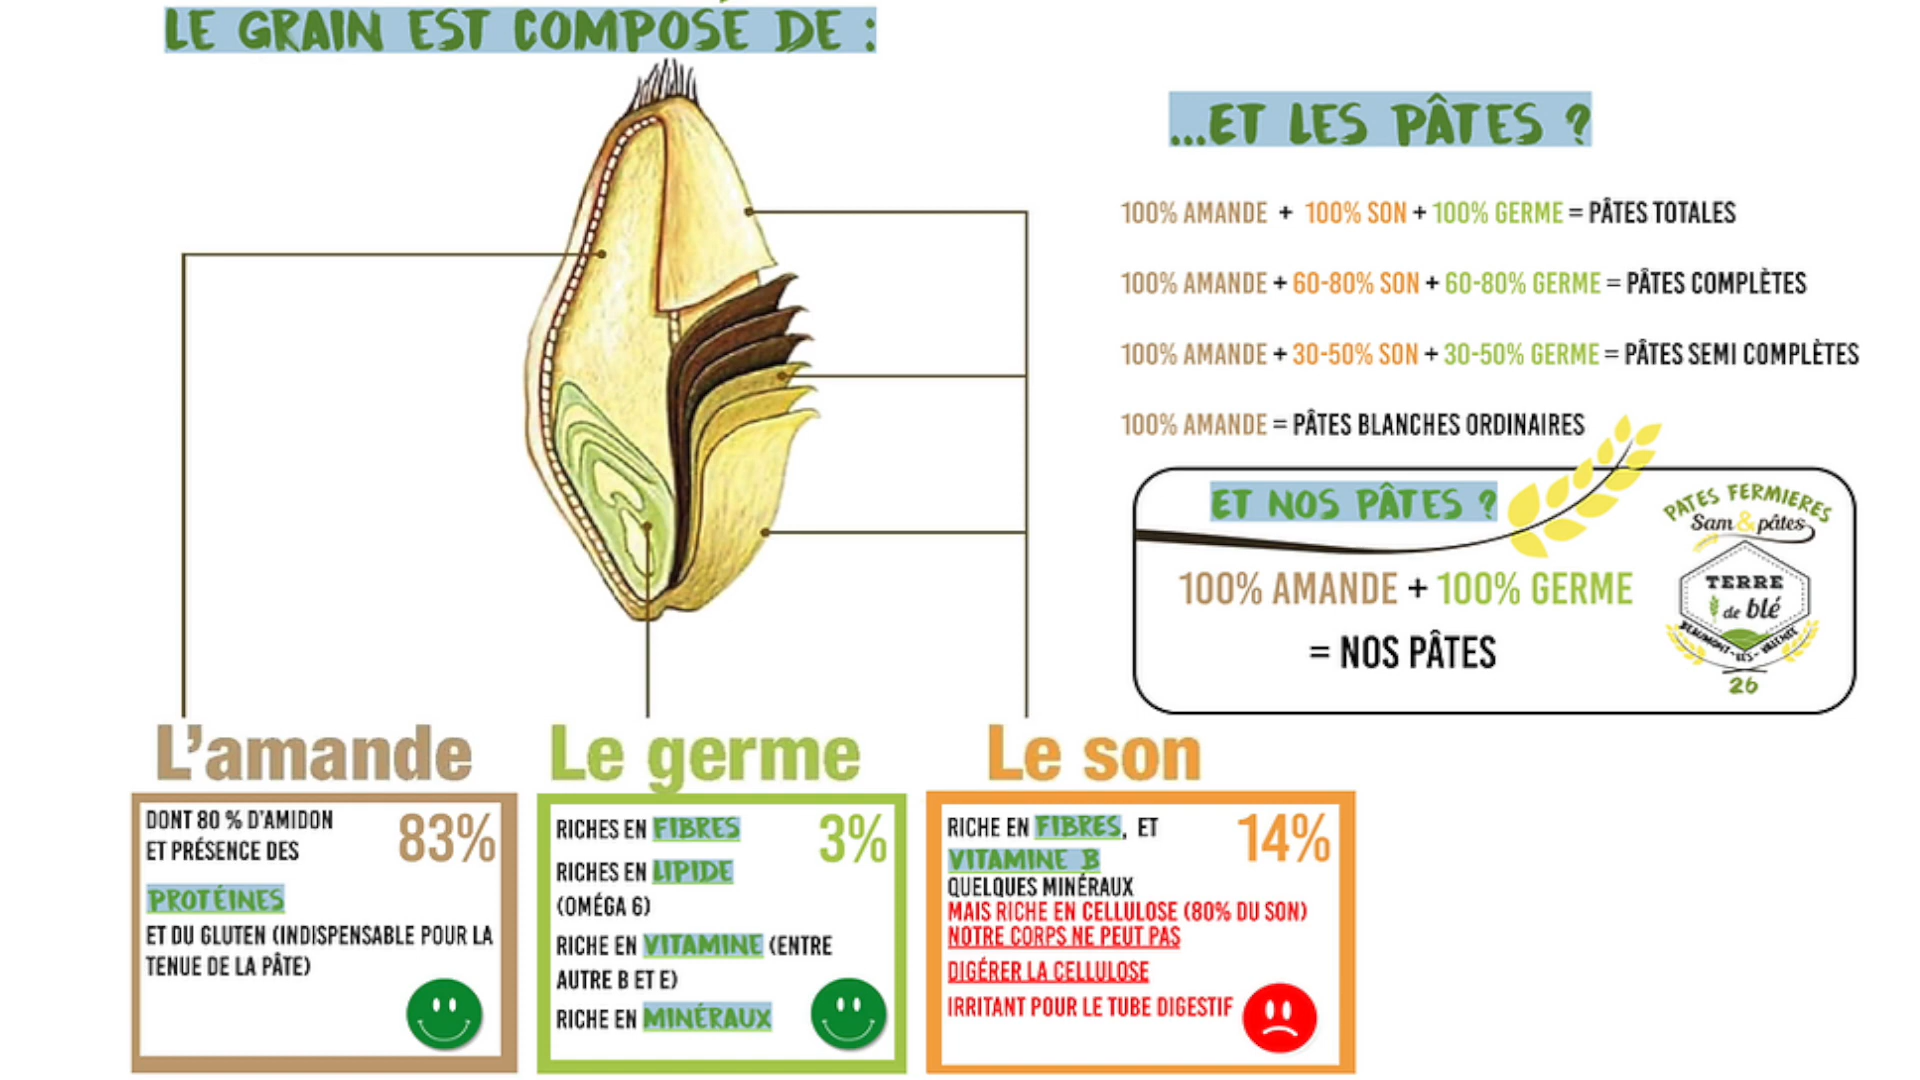 LE GRAIN EST COMPOSÉ DE :
...ET LES PÂTES ?
100% AMANDE + 100% SON + 100% GERME = PÂTES TOTALES
100% AMANDE + 60-80% SON + 60-80% GERME = PÂTES COMPLÈTES
100% AMANDE + 30-50% SON + 30-50% GERME = PÂTES SEMI COMPLÈTES
100% AMANDE = PÂTES BLANCHES ORDINAIRES
ET NOS PÂTES ?
100% AMANDE + 100% GERME
= NOS PÂTES
PATES FERMIERES
Sam & pâtes
TERRE
de blé
BEAUMONT-LES-VALENCE
26
L'amande
83%
DONT 80 % D'AMIDON
ET PRÉSENCE DES
PROTÉINES
ET DU GLUTEN (INDISPENSABLE POUR LA
TENUE DE LA PÂTE)
Le germe
3%
RICHES EN FIBRES
RICHES EN LIPIDE
(OMÉGA 6)
RICHE EN VITAMINE (ENTRE
AUTRE B ET E)
RICHE EN MINÉRAUX
Le son
14%
RICHE EN FIBRES, ET
VITAMINE B
QUELQUES MINÉRAUX
MAIS RICHE EN CELLULOSE (80% DU SON)
NOTRE CORPS NE PEUT PAS
DIGÉRER LA CELLULOSE
IRRITANT POUR LE TUBE DIGESTIF